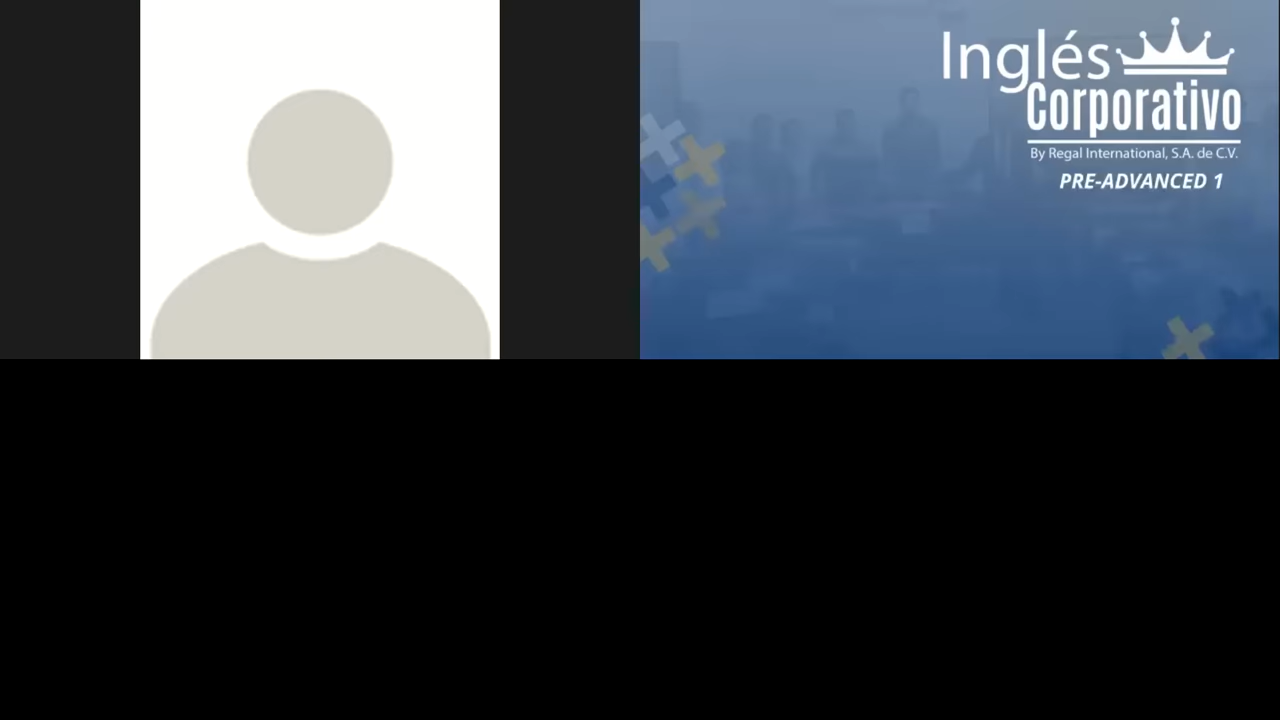 Inglés
Corporativo
By Regal International, S.A. de C.V.
PRE-ADVANCED 1